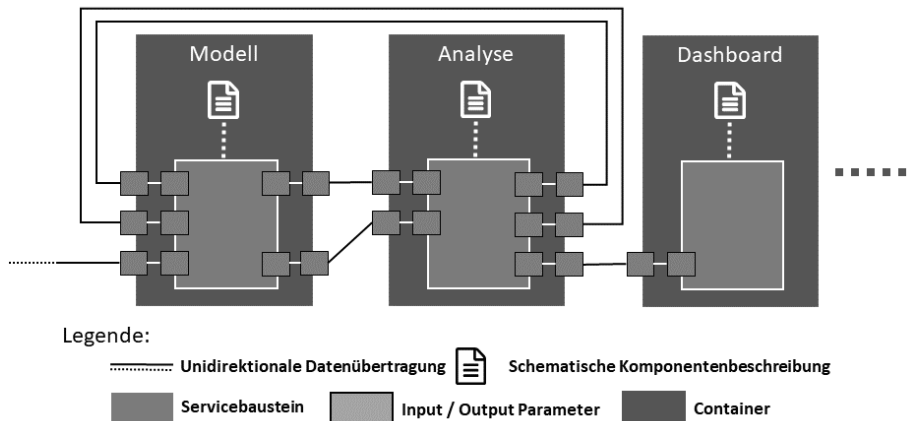 Modell
Analyse
Dashboard
Legende:
Unidirektionale Datenübertragung
Schematische Komponentenbeschreibung
Servicebaustein
Input / Output Parameter
Container